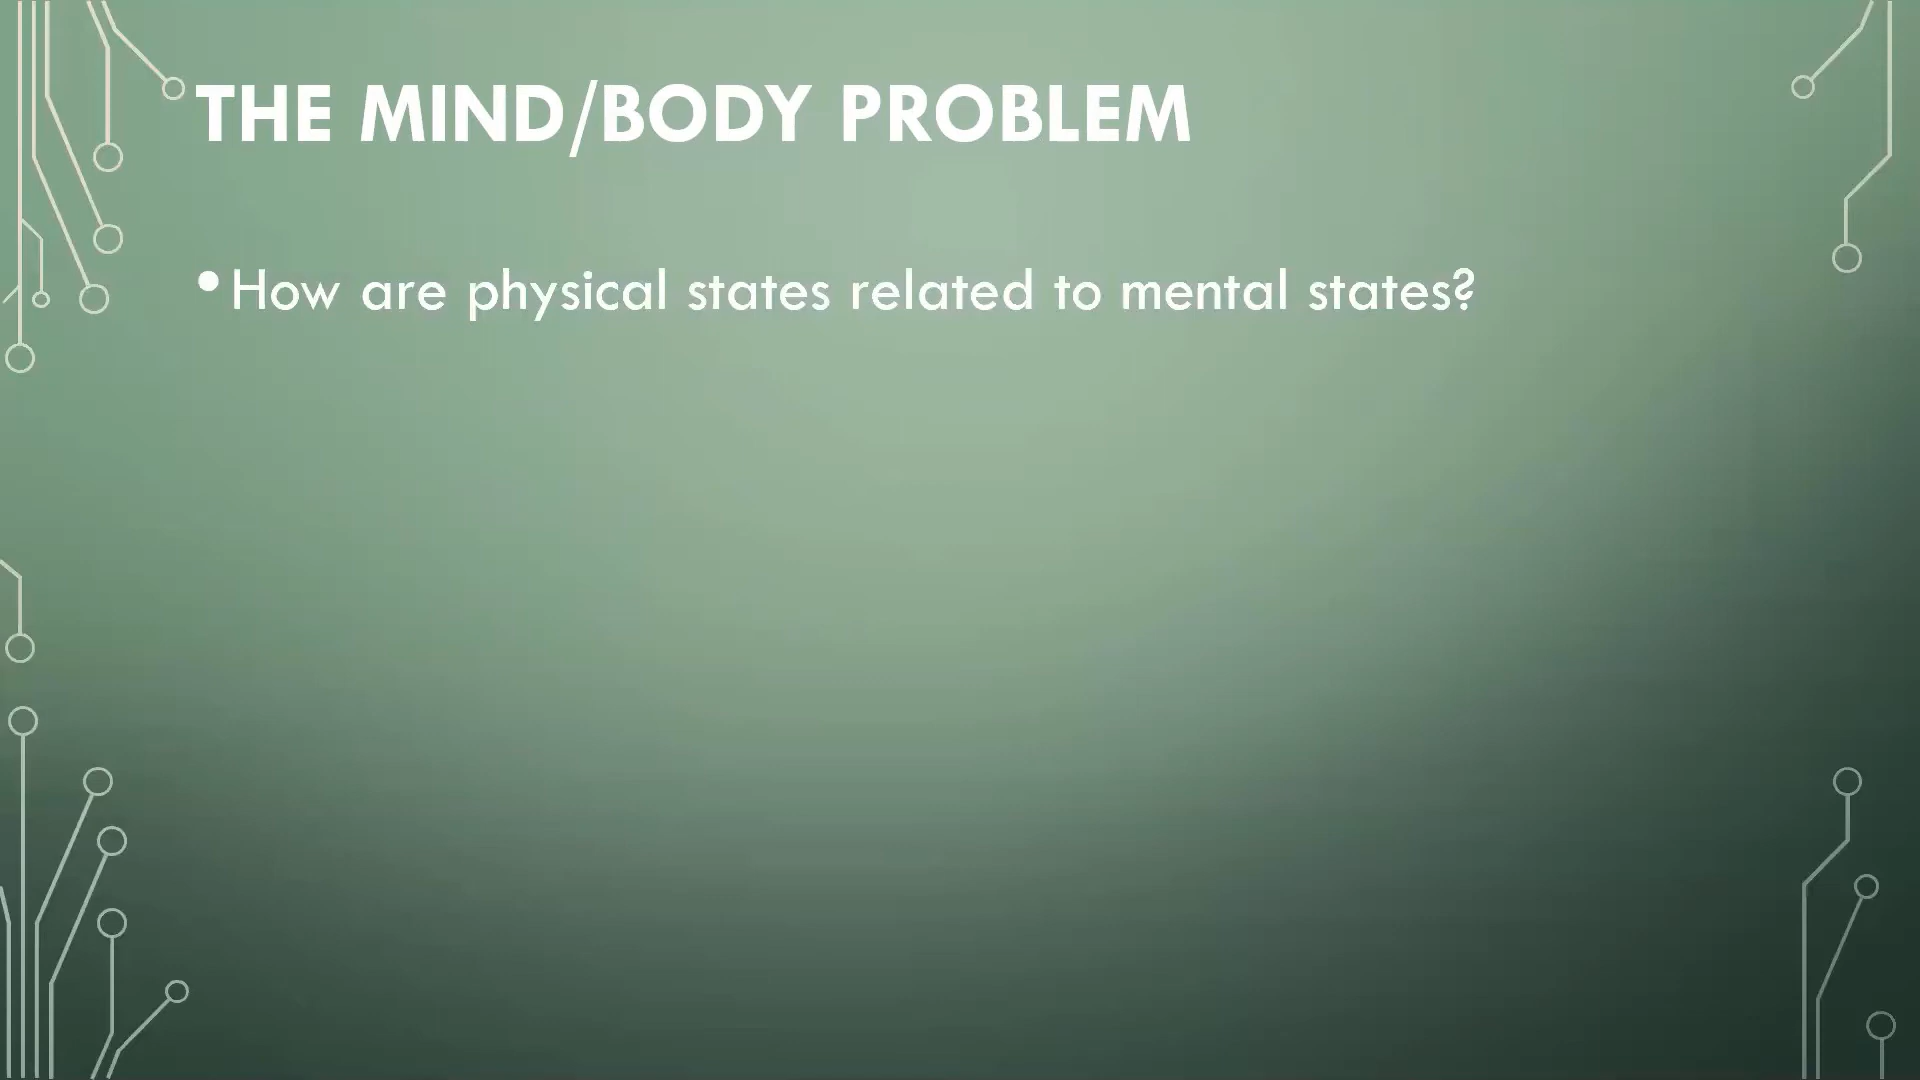 THE MIND/BODY PROBLEM
• How are physical states related to mental states?